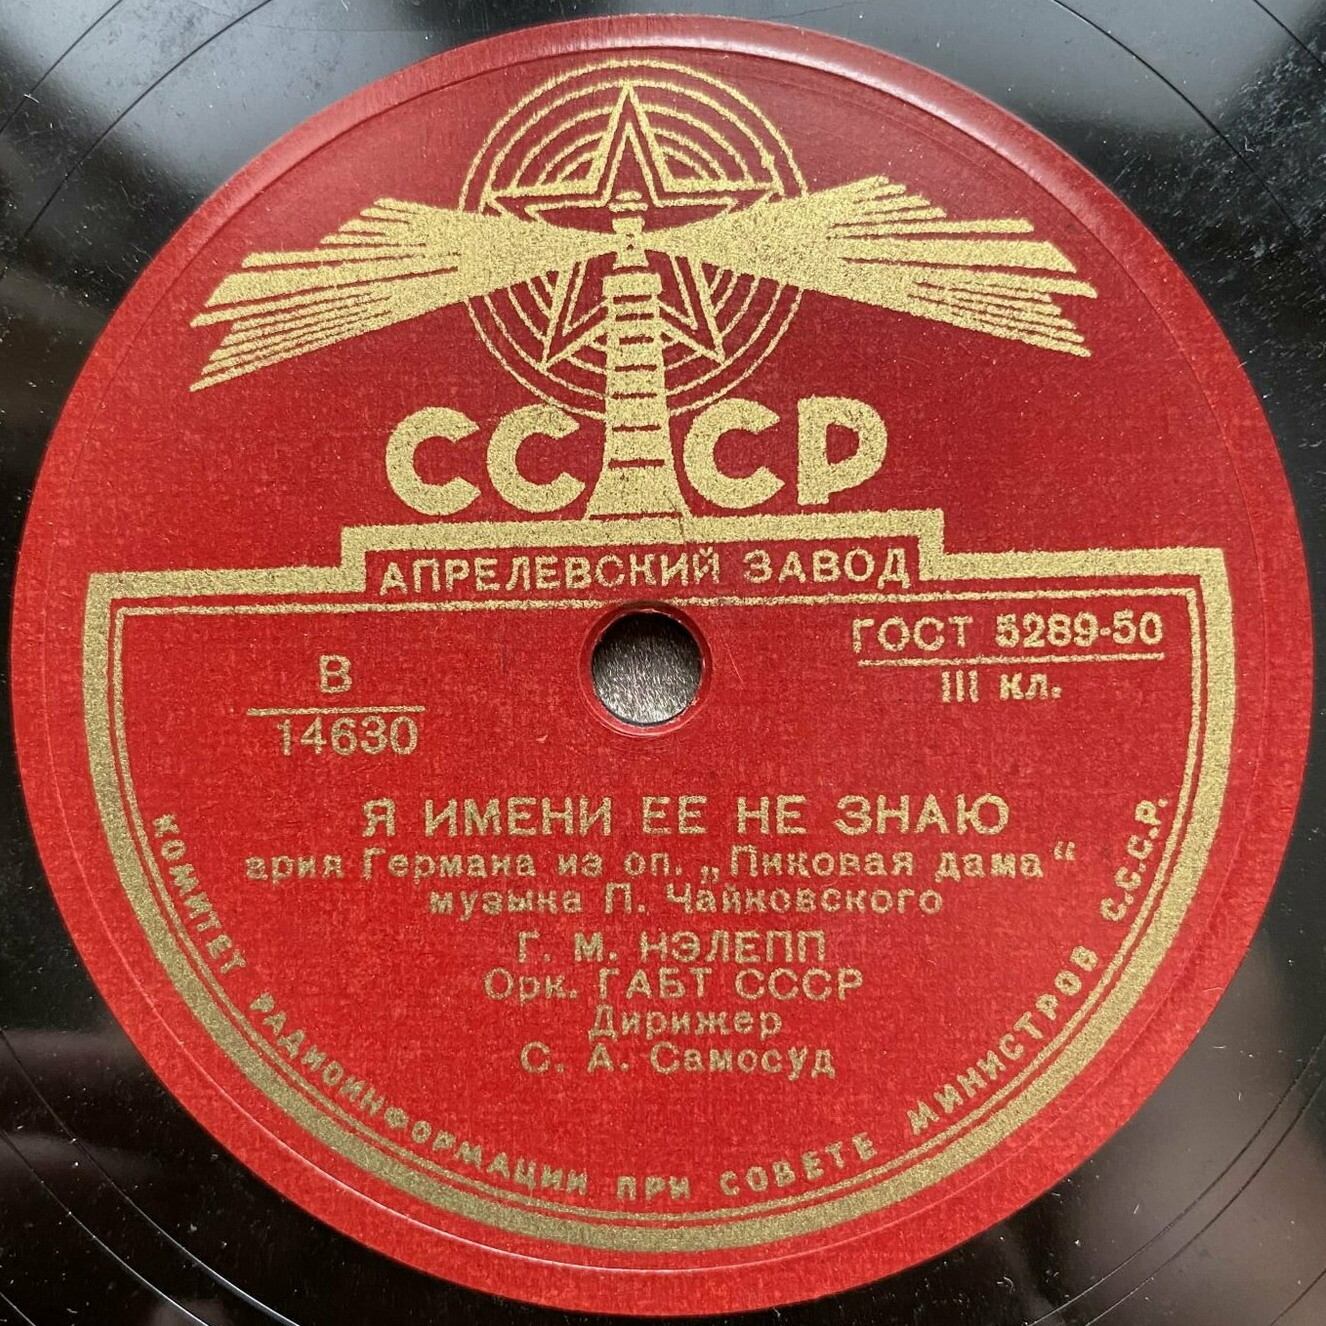 СССР
АПРЕЛЕВСКИЙ ЗАВОД
ГОСТ 5289-50
III кл.
В
14630
Я ИМЕНИ ЕЕ НЕ ЗНАЮ
ария Германа из оп. „Пиковая дама“
музыка П. Чайковского
Г. М. НЭЛЕПП
Орк. ГАБТ СССР
Дирижер
С. А. Самосуд
КОМИТЕТ РАДИОИНФОРМАЦИИ ПРИ СОВЕТЕ МИНИСТРОВ С.С.С.Р.